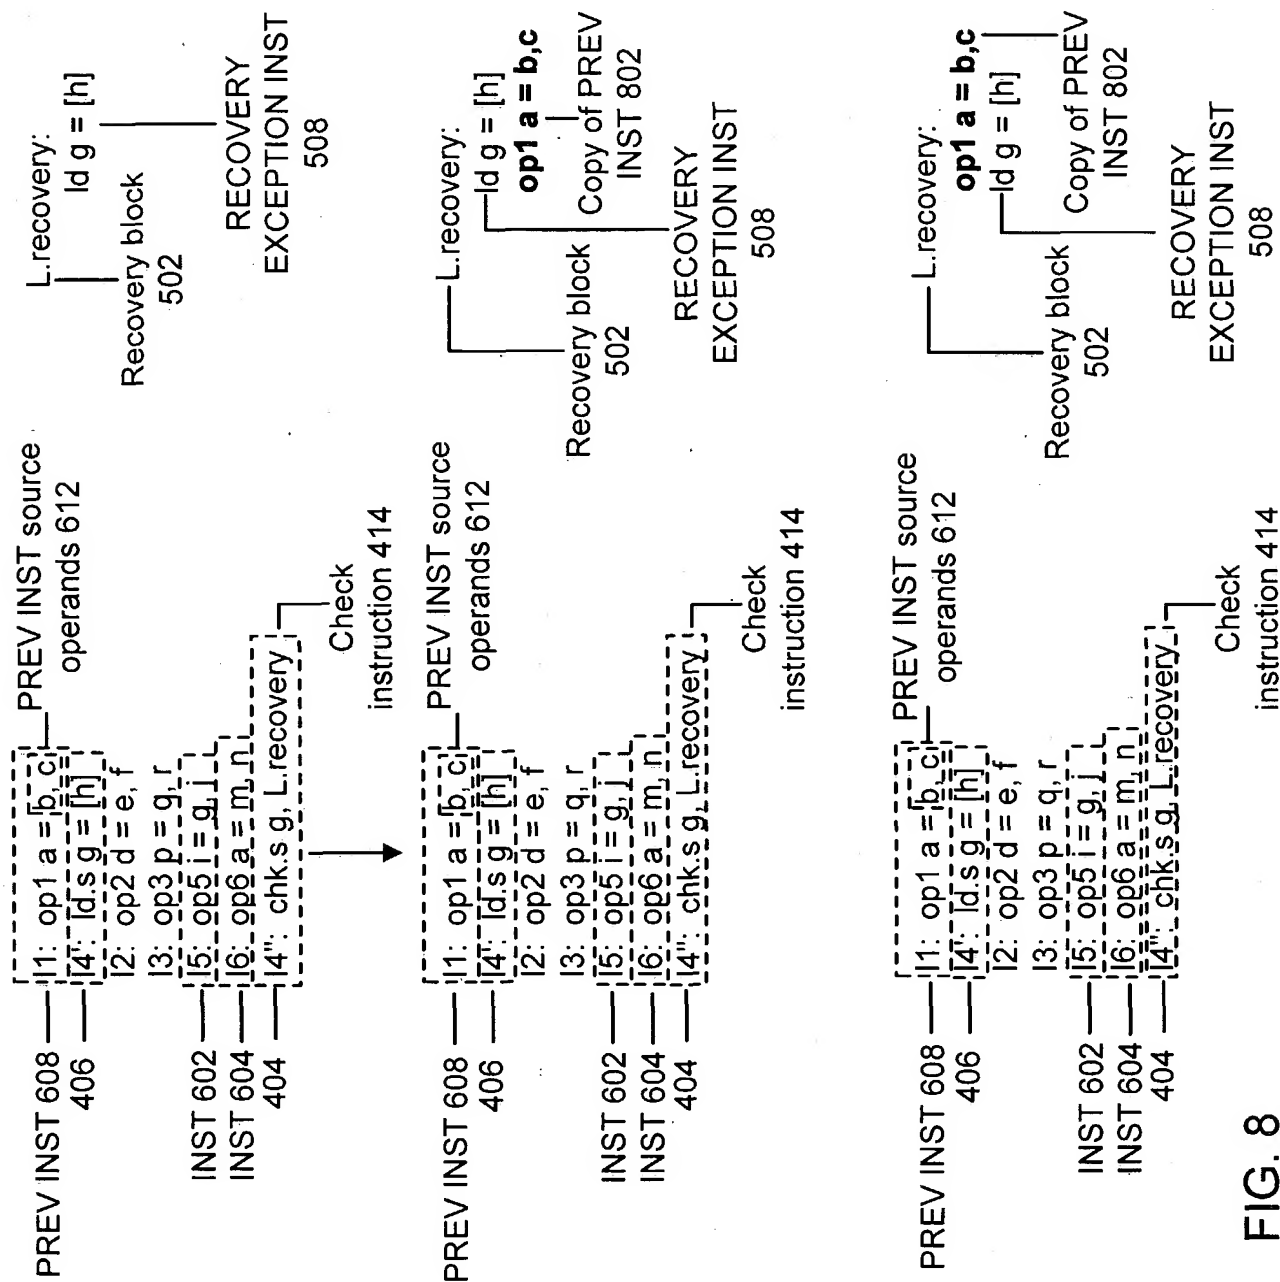 PREV INST 608
406
INST 602
INST 604
404
I1: op1 a = b, c
I4': ld.s g = [h]
I2: op2 d = e, f
I3: op3 p = q, r
I5: op5 i = g, j
I6: op6 a = m, n
I4": chk.s g, L.recovery
PREV INST source
operands 612
Check
instruction 414
L.recovery:
ld g = [h]
Recovery block
502
RECOVERY
EXCEPTION INST
508
PREV INST 608
406
INST 602
INST 604
404
I1: op1 a = b, c
I4': ld.s g = [h]
I2: op2 d = e, f
I3: op3 p = q, r
I5: op5 i = g, j
I6: op6 a = m, n
I4": chk.s g, L.recovery
PREV INST source
operands 612
Check
instruction 414
L.recovery:
ld g = [h]
op1 a = b,c
Copy of PREV
INST 802
Recovery block
502
RECOVERY
EXCEPTION INST
508
PREV INST 608
406
INST 602
INST 604
404
I1: op1 a = b, c
I4': ld.s g = [h]
I2: op2 d = e, f
I3: op3 p = q, r
I5: op5 i = g, j
I6: op6 a = m, n
I4": chk.s g, L.recovery
PREV INST source
operands 612
Check
instruction 414
L.recovery:
op1 a = b,c
ld g = [h]
Copy of PREV
INST 802
Recovery block
502
RECOVERY
EXCEPTION INST
508
FIG. 8